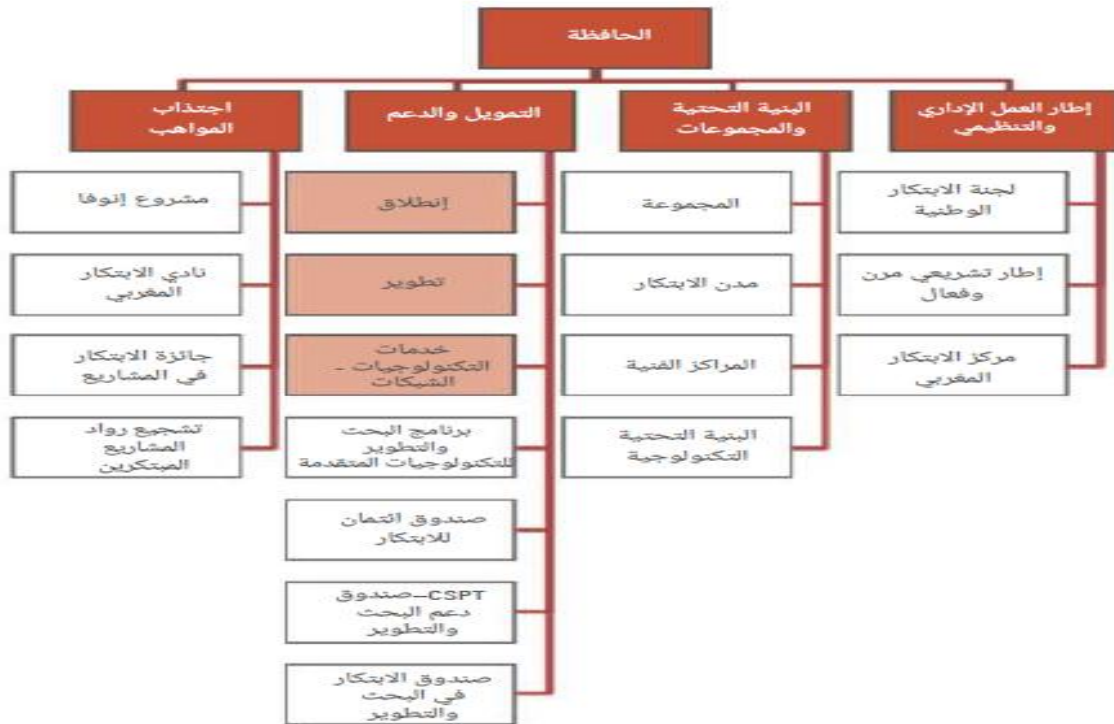 الحافظة
إطار العمل الإداري
والتنظيمي
لجنة الابتكار
الوطنية
إطار تشريعي مرن
وفعال
مركز الابتكار
المغربي
البنية التحتية
والمجموعات
المجموعة
مدن الابتكار
المراكز الفنية
البنية التحتية
التكنولوجية
التمويل والدعم
إنطلاق
تطوير
خدمات
التكنولوجيات -
الشبكات
برنامج البحث
والتطوير
للتكنولوجيات المتقدمة
صندوق ائتمان
للابتكار
CSPT–صندوق
دعم البحث
والتطوير
صندوق الابتكار
في البحث
والتطوير
اجتذاب
المواهب
مشروع إنوفا
نادي الابتكار
المغربي
جائزة الابتكار
في المشاريع
تشجيع رواد
المشاريع
المبتكرين